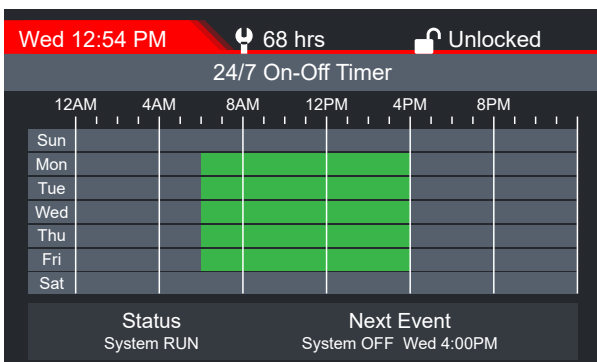 Wed 12:54 PM 68 hrs Unlocked
24/7 On-Off Timer
12AM 4AM 8AM 12PM 4PM 8PM
Sun
Mon
Tue
Wed
Thu
Fri
Sat
Status Next Event
System RUN System OFF Wed 4:00PM